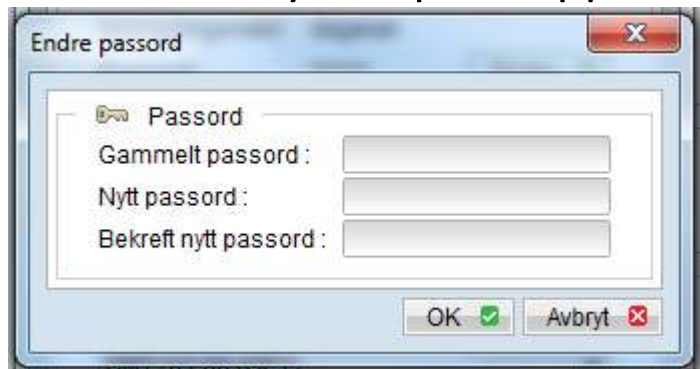 Endre passord
Passord
Gammelt passord :
Nytt passord :
Bekreft nytt passord :
OK
Avbryt